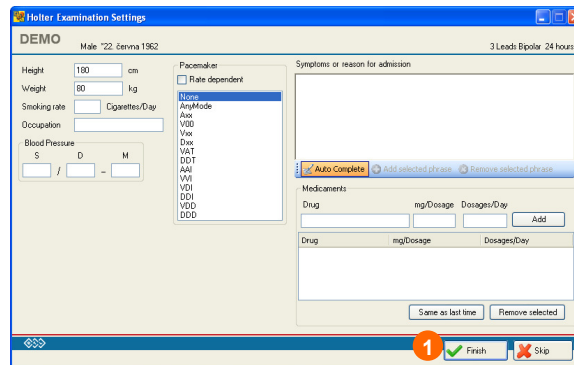 Holter Examination Settings
DEMO
Male *22. června 1962
3 Leads Bipolar 24 hours
Height 180 cm
Weight 80 kg
Smoking rate Cigarettes/Day
Occupation
Blood Pressure
S D M
/ –
Pacemaker
Rate dependent
None
AnyMode
Axx
V00
Vxx
Dxx
VAT
DDT
AAI
VVI
VDI
DDI
VDD
DDD
Symptoms or reason for admission
Auto Complete Add selected phrase Remove selected phrase
Medicaments
Drug mg/Dosage Dosages/Day
Add
Drug mg/Dosage Dosages/Day
Same as last time Remove selected
1 Finish Skip